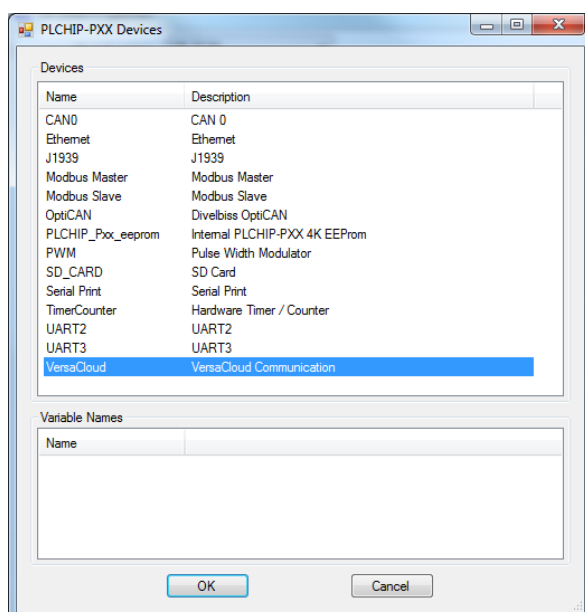 PLCHIP-PXX Devices
Devices
Name Description
CAN0 CAN 0
Ethernet Ethernet
J1939 J1939
Modbus Master Modbus Master
Modbus Slave Modbus Slave
OptiCAN Divelbiss OptiCAN
PLCHIP_Pxx_eeprom Internal PLCHIP-PXX 4K EEProm
PWM Pulse Width Modulator
SD_CARD SD Card
Serial Print Serial Print
TimerCounter Hardware Timer / Counter
UART2 UART2
UART3 UART3
VersaCloud VersaCloud Communication
Variable Names
Name
OK Cancel